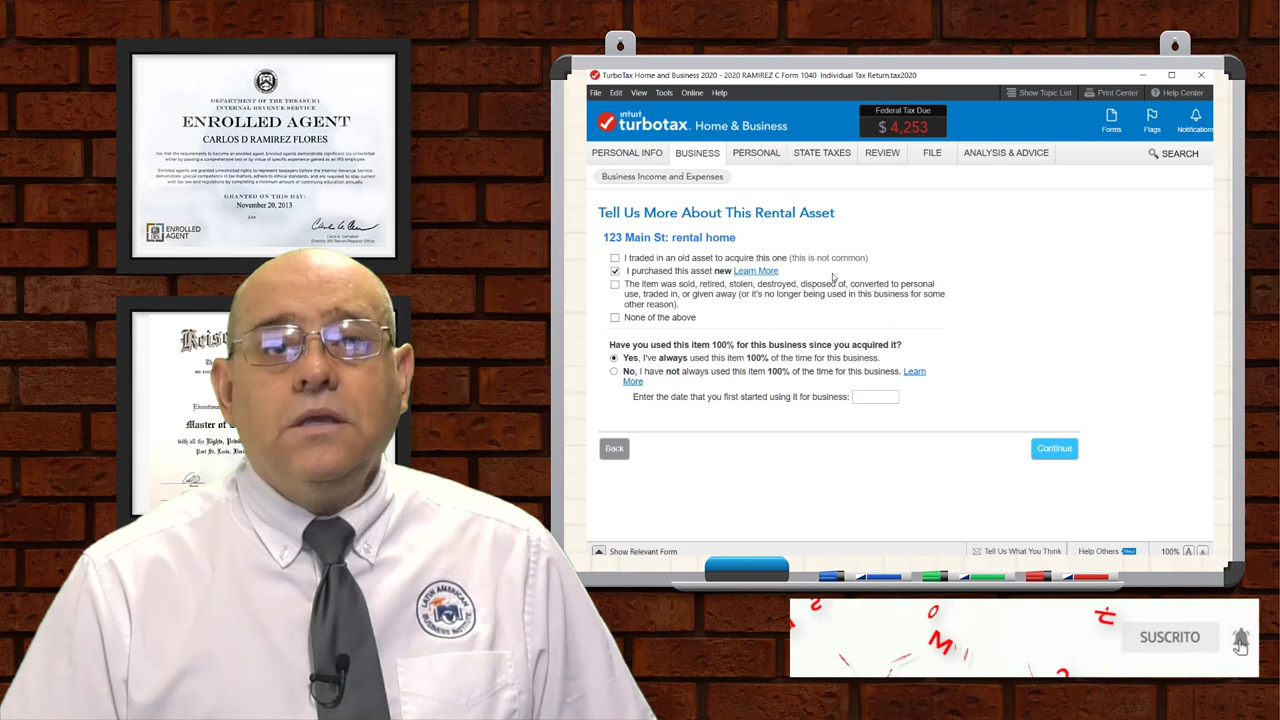 DEPARTMENT OF THE TREASURY
INTERNAL REVENUE SERVICE
ENROLLED AGENT
CARLOS D RAMIREZ FLORES
GRANTED ON THIS DAY:
November 20, 2013
ENROLLED
AGENT
Master of
LATIN AMERICAN
BUSINESS INSTITUTE
TurboTax Home and Business 2020 - 2020 RAMIREZ C Form 1040 Individual Tax Return.tax2020
File Edit View Tools Online Help
Show Topic List Print Center Help Center
intuit
turbotax. Home & Business
Federal Tax Due
$ 4,253
Forms Flags Notifications
PERSONAL INFO BUSINESS PERSONAL STATE TAXES REVIEW FILE ANALYSIS & ADVICE SEARCH
Business Income and Expenses
Tell Us More About This Rental Asset
123 Main St: rental home
I traded in an old asset to acquire this one (this is not common)
I purchased this asset new Learn More
The item was sold, retired, stolen, destroyed, disposed of, converted to personal
use, traded in, or given away (or it's no longer being used in this business for some
other reason).
None of the above
Have you used this item 100% for this business since you acquired it?
Yes, I've always used this item 100% of the time for this business.
No, I have not always used this item 100% of the time for this business. Learn
More
Enter the date that you first started using it for business:
Back Continue
Show Relevant Form Tell Us What You Think Help Others New 100% A A
SUSCRITO